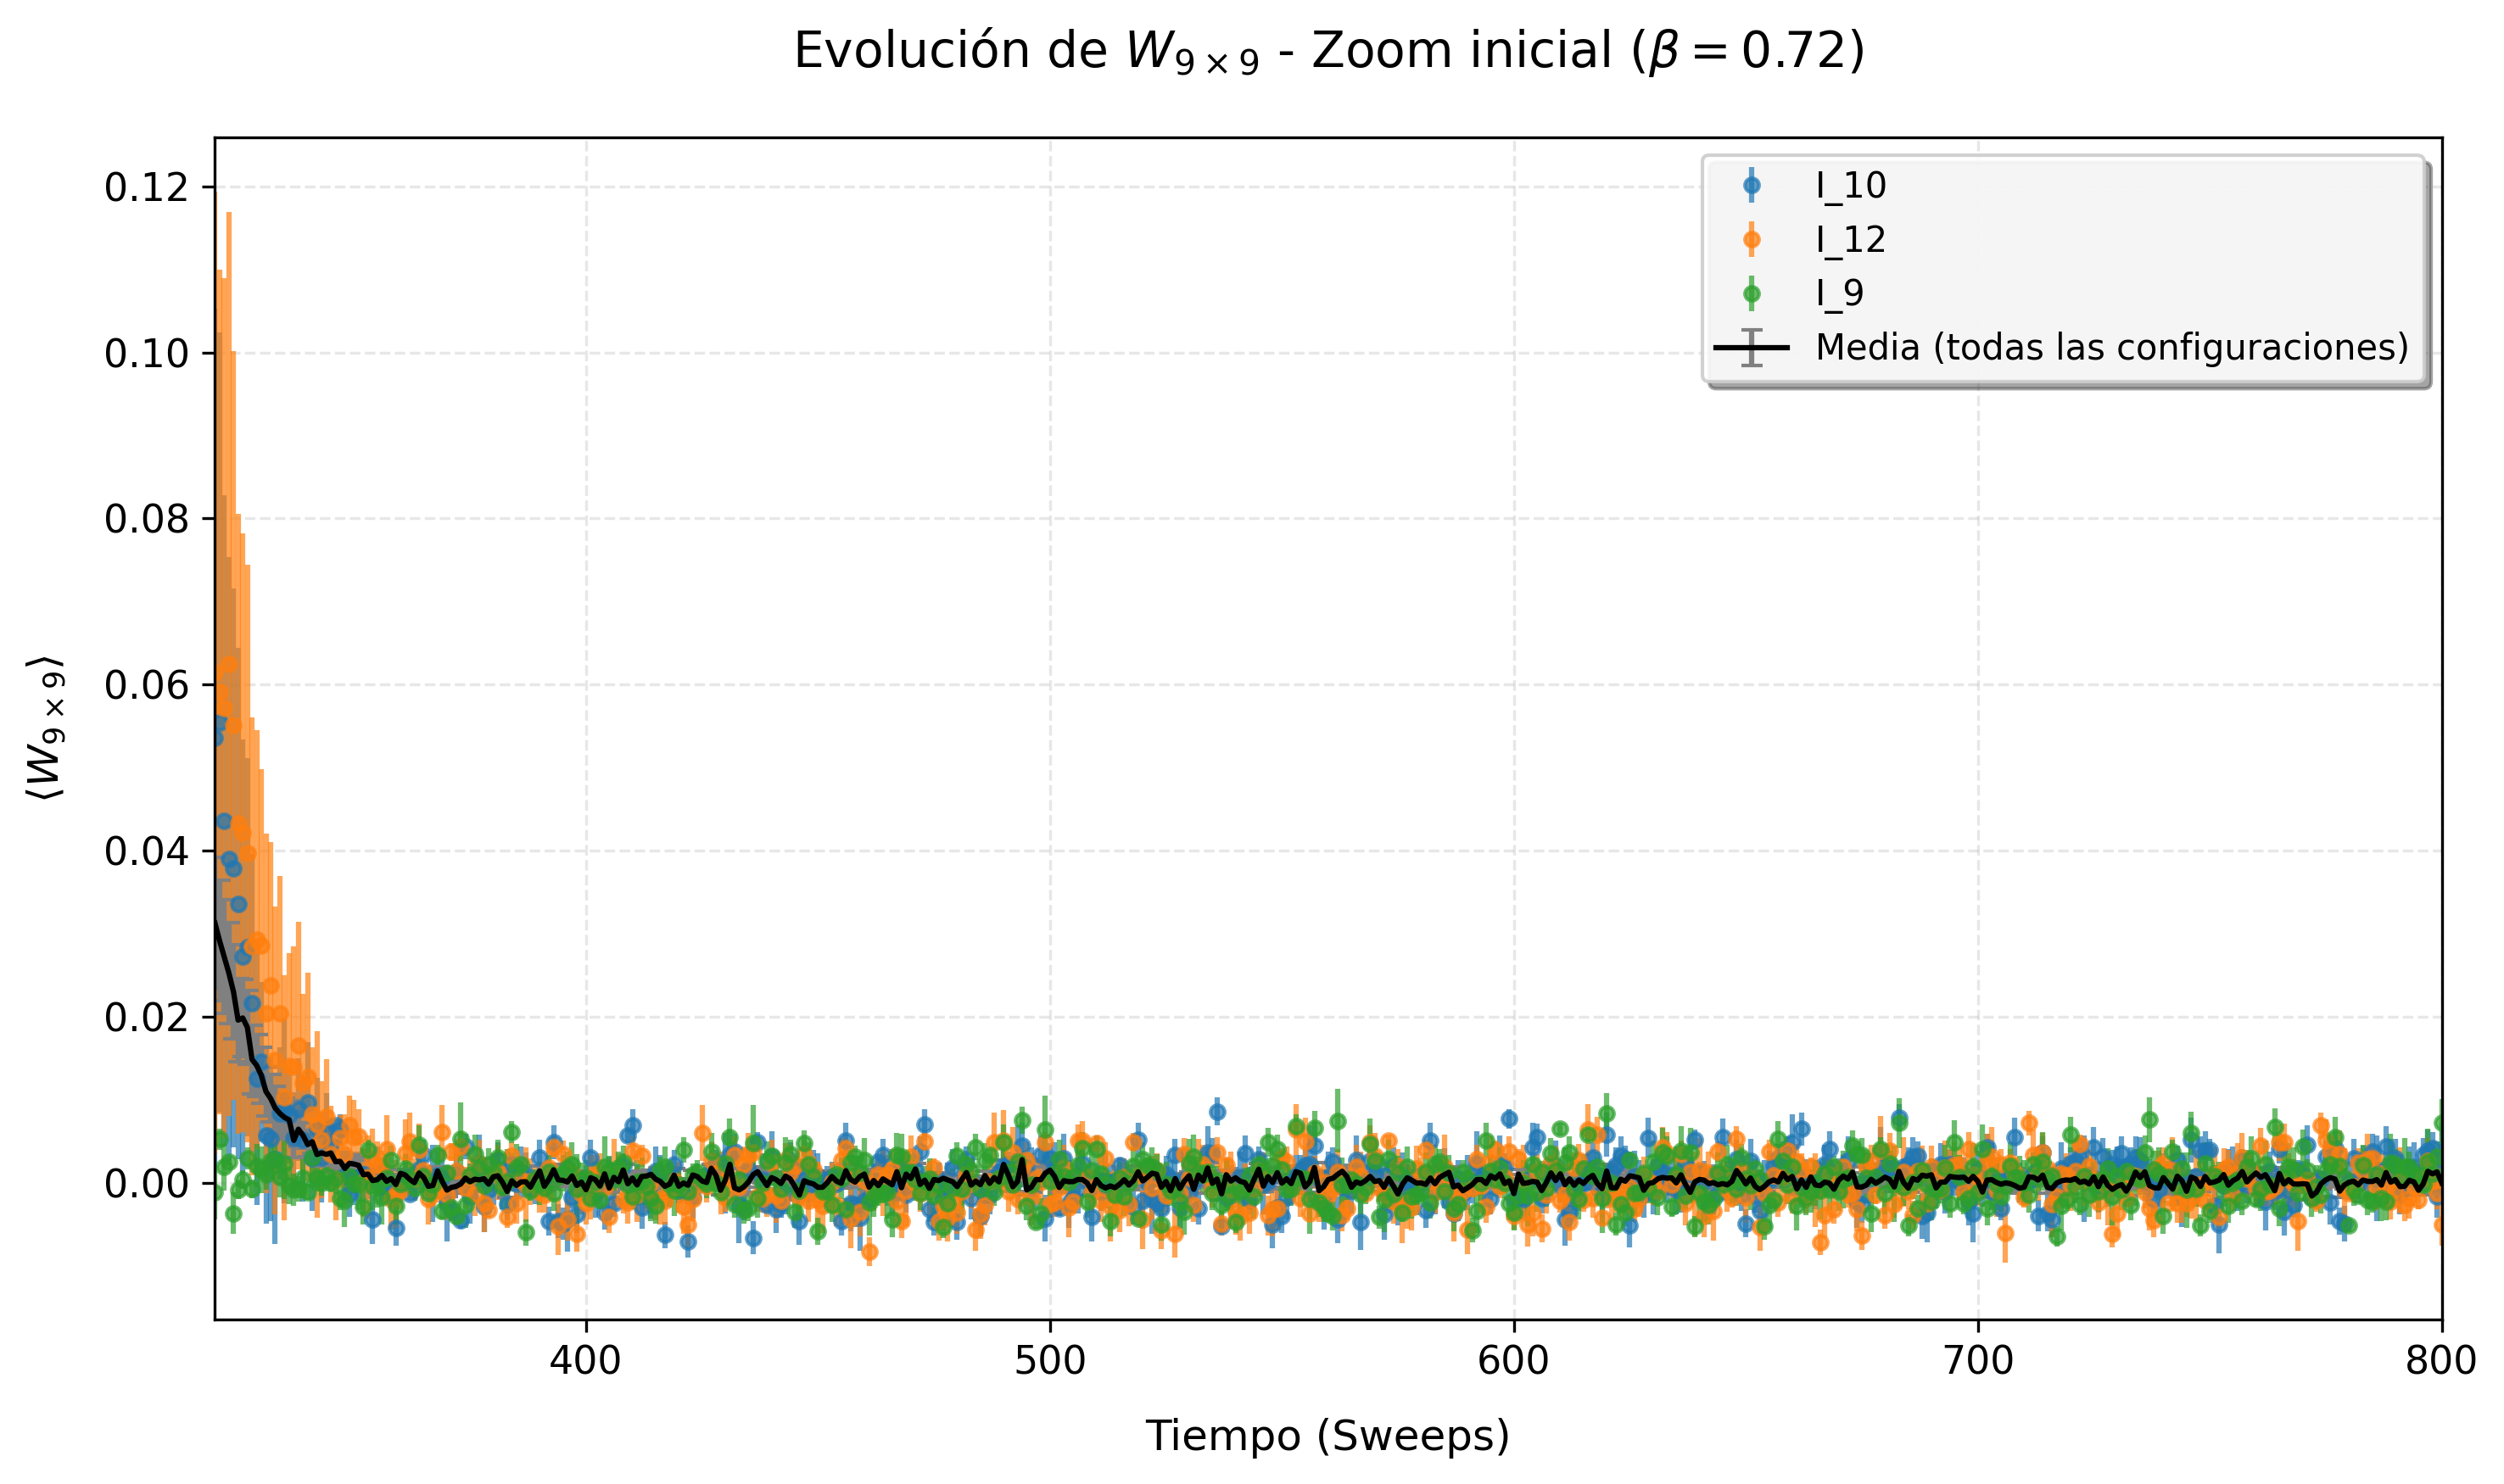 Evolución de W9×9 - Zoom inicial (β = 0.72)
I_10
I_12
I_9
Media (todas las configuraciones)
0.12
0.10
0.08
0.06
0.04
0.02
0.00
⟨W9×9⟩
400 500 600 700 800
Tiempo (Sweeps)